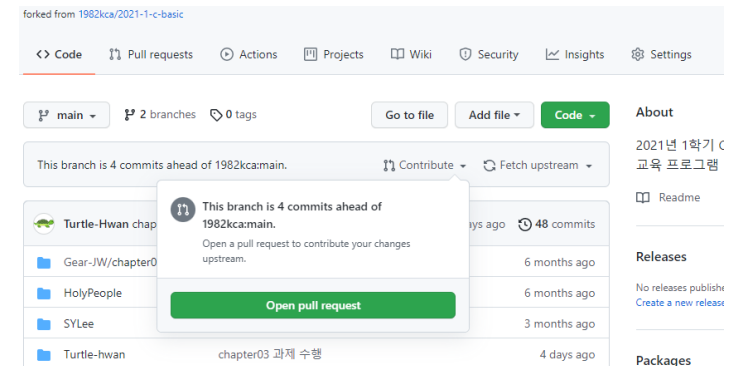 forked from 1982kca/2021-1-c-basic
Code Pull requests Actions Projects Wiki Security Insights Settings
main 2 branches 0 tags Go to file Add file Code
This branch is 4 commits ahead of 1982kca:main. Contribute Fetch upstream
This branch is 4 commits ahead of
1982kca:main.
Open a pull request to contribute your changes
upstream.
Open pull request
Turtle-Hwan chap ays ago 48 commits
Gear-JW/chapter0 6 months ago
HolyPeople 6 months ago
SYLee 3 months ago
Turtle-hwan chapter03 과제 수행 4 days ago
About
2021년 1학기 C
교육 프로그램
Readme
Releases
No releases publishe
Create a new release
Packages